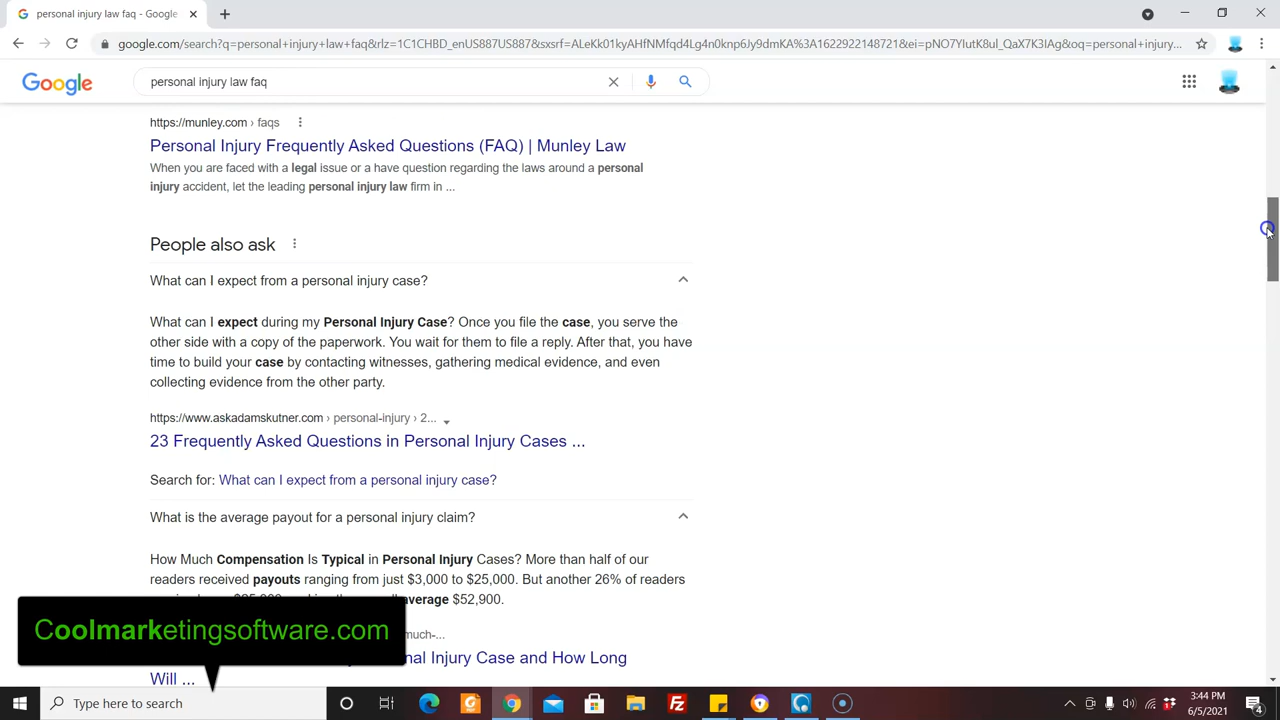 personal injury law faq - Google
google.com/search?q=personal+injury+law+faq&rlz=1C1CHBD_enUS887US887&sxsrf=ALeKk01kyAHfNMfqd4Lg4n0knp6Jy9dmKA%3A1622922148721&ei=pNO7YIutK8ul_QaX7K3IAg&oq=personal+injury...
Google
personal injury law faq
https://munley.com › faqs
Personal Injury Frequently Asked Questions (FAQ) | Munley Law
When you are faced with a legal issue or a have question regarding the laws around a personal
injury accident, let the leading personal injury law firm in ...
People also ask
What can I expect from a personal injury case?
What can I expect during my Personal Injury Case? Once you file the case, you serve the
other side with a copy of the paperwork. You wait for them to file a reply. After that, you have
time to build your case by contacting witnesses, gathering medical evidence, and even
collecting evidence from the other party.
https://www.askadamskutner.com › personal-injury › 2...
23 Frequently Asked Questions in Personal Injury Cases ...
Search for: What can I expect from a personal injury case?
What is the average payout for a personal injury claim?
How Much Compensation Is Typical in Personal Injury Cases? More than half of our
readers received payouts ranging from just $3,000 to $25,000. But another 26% of readers
average $52,900.
much-...
Injury Case and How Long
Will ...
Coolmarketingsoftware.com
Type here to search
3:44 PM
6/5/2021
4